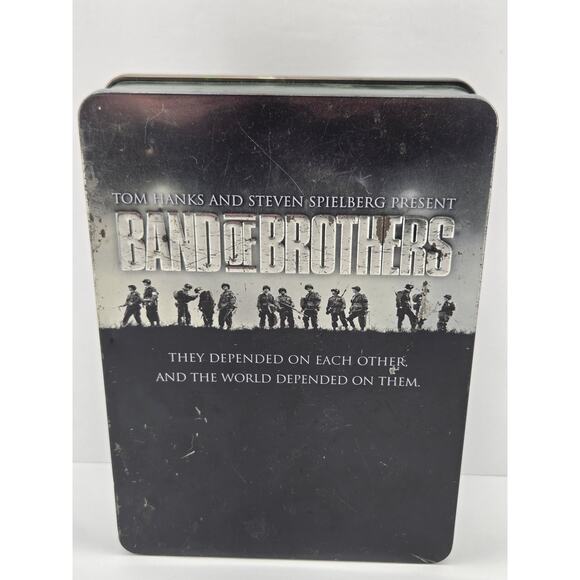 TOM HANKS AND STEVEN SPIELBERG PRESENT
BAND OF BROTHERS
THEY DEPENDED ON EACH OTHER,
AND THE WORLD DEPENDED ON THEM.